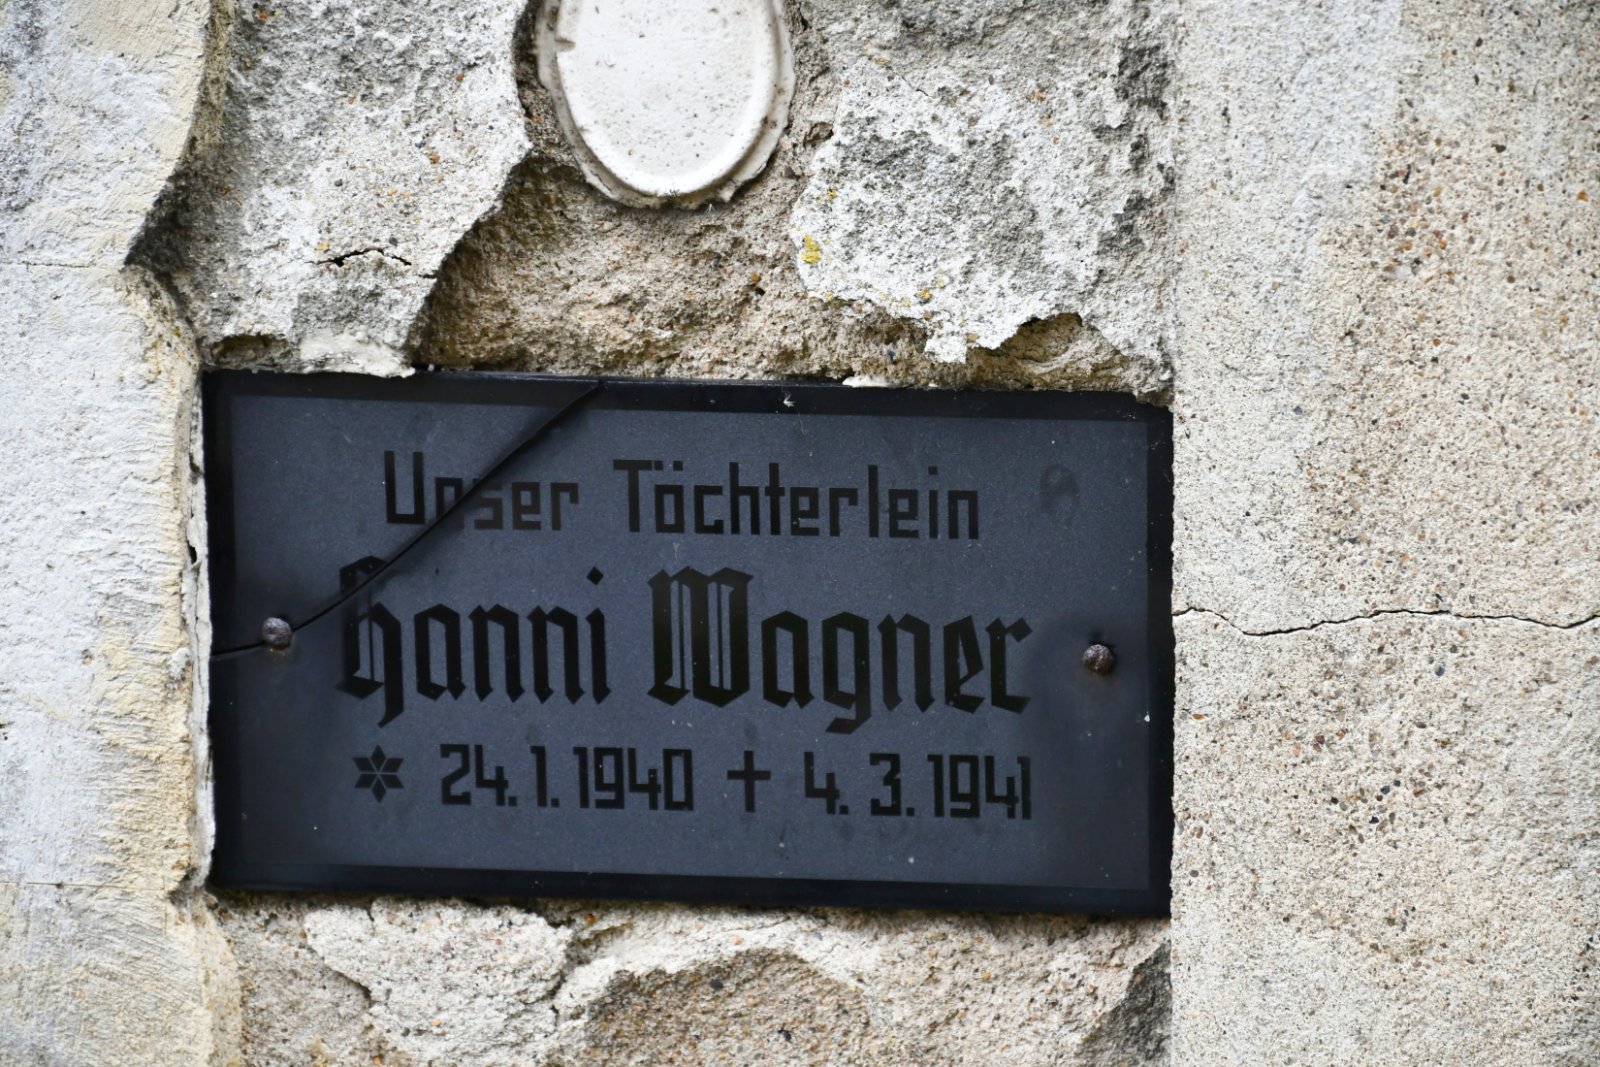 Unser Töchterlein
Hanni Wagner
* 24. 1. 1940 † 4. 3. 1941